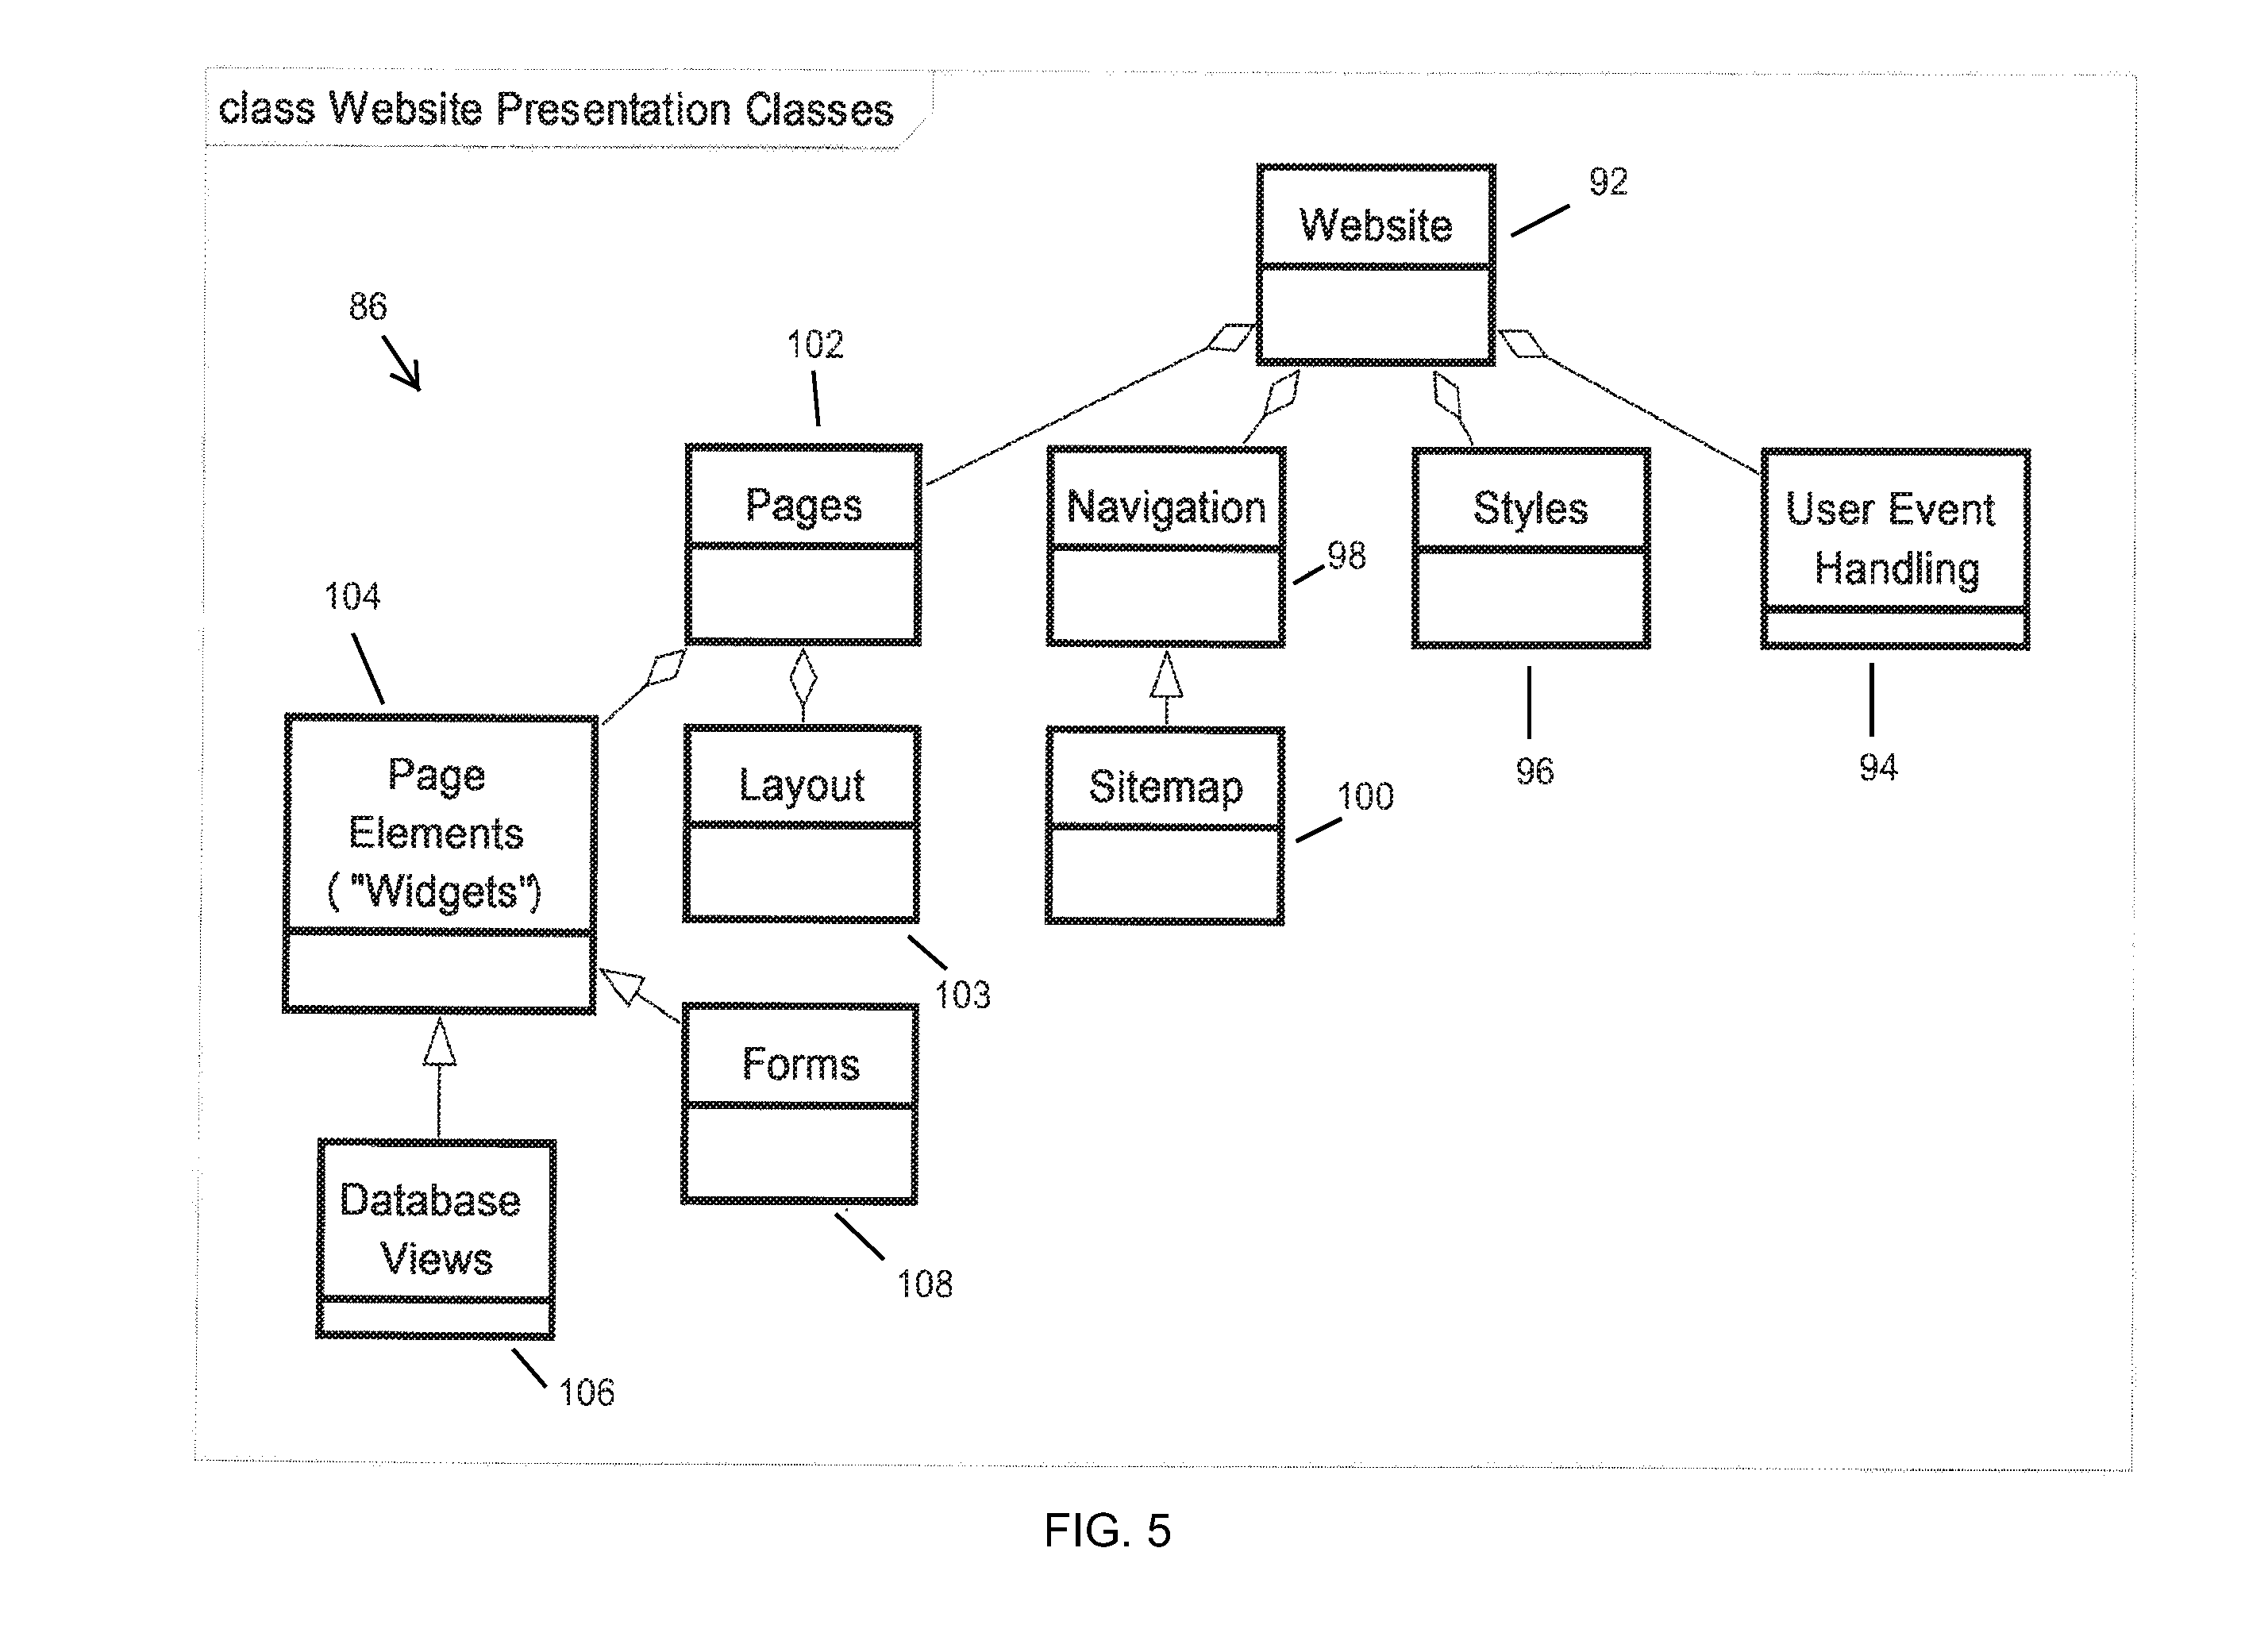 class Website Presentation Classes
92
Website
86
102
Pages
Navigation
Styles
User Event
Handling
98
104
Page
Elements
( "Widgets")
Layout
Sitemap
100
96
94
103
Forms
Database
Views
108
106
FIG. 5